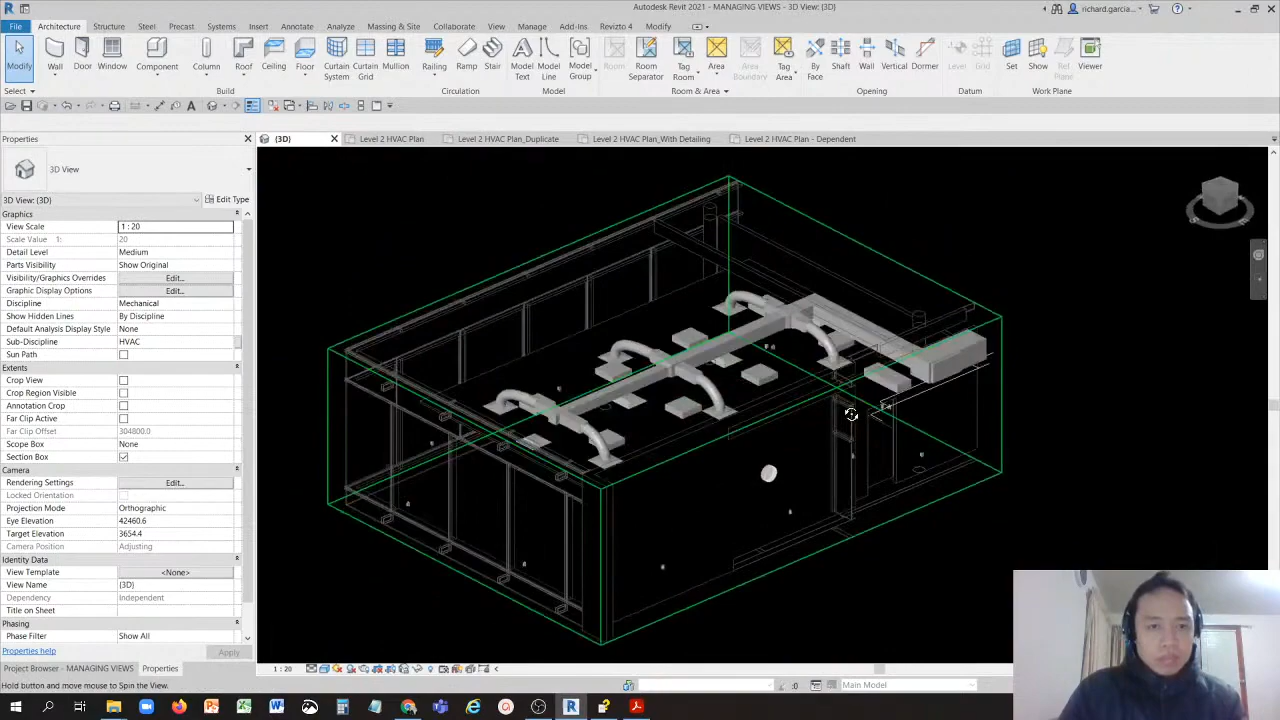 Autodesk Revit 2021 - MANAGING VIEWS - 3D View: {3D}
richard.garcia...
File Architecture Structure Steel Precast Systems Insert Annotate Analyze Massing & Site Collaborate View Manage Add-Ins Revizto 4 Modify
Modify Wall Door Window Component Column Roof Ceiling Floor Curtain System Curtain Grid Mullion Railing Ramp Stair Model Text Model Line Model Group Room Room Separator Tag Room Area Area Boundary Tag Area By Face Shaft Wall Vertical Dormer Level Grid Set Show Ref Plane Viewer
Select Build Circulation Model Room & Area Opening Datum Work Plane
Properties
{3D} Level 2 HVAC Plan Level 2 HVAC Plan_Duplicate Level 2 HVAC Plan_With Detailing Level 2 HVAC Plan - Dependent
3D View
3D View: {3D} Edit Type
Graphics
View Scale 1 : 20
Scale Value 1: 20
Detail Level Medium
Parts Visibility Show Original
Visibility/Graphics Overrides Edit...
Graphic Display Options Edit...
Discipline Mechanical
Show Hidden Lines By Discipline
Default Analysis Display Style None
Sub-Discipline HVAC
Sun Path
Extents
Crop View
Crop Region Visible
Annotation Crop
Far Clip Active
Far Clip Offset 304800.0
Scope Box None
Section Box
Camera
Rendering Settings Edit...
Locked Orientation
Projection Mode Orthographic
Eye Elevation 42460.6
Target Elevation 3654.4
Camera Position Adjusting
Identity Data
View Template <None>
View Name {3D}
Dependency Independent
Title on Sheet
Phasing
Phase Filter Show All
Properties help Apply
Project Browser - MANAGING VIEWS Properties
1 : 20
Hold button and move mouse to Spin the View.
:0 Main Model